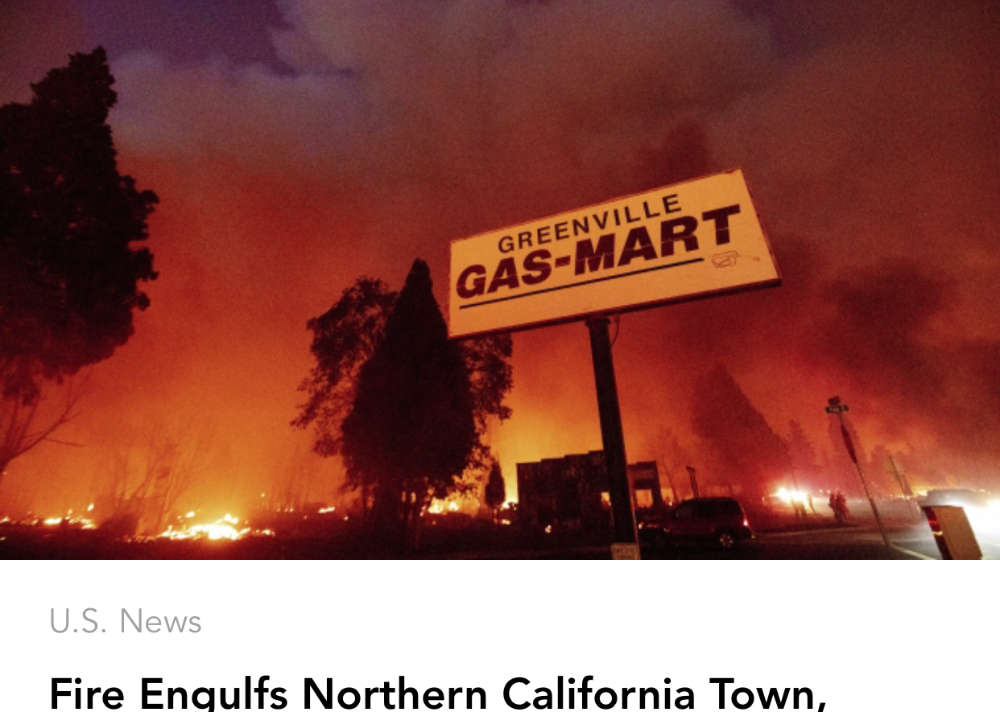 GREENVILLE
GAS-MART
U.S. News
Fire Engulfs Northern California Town,